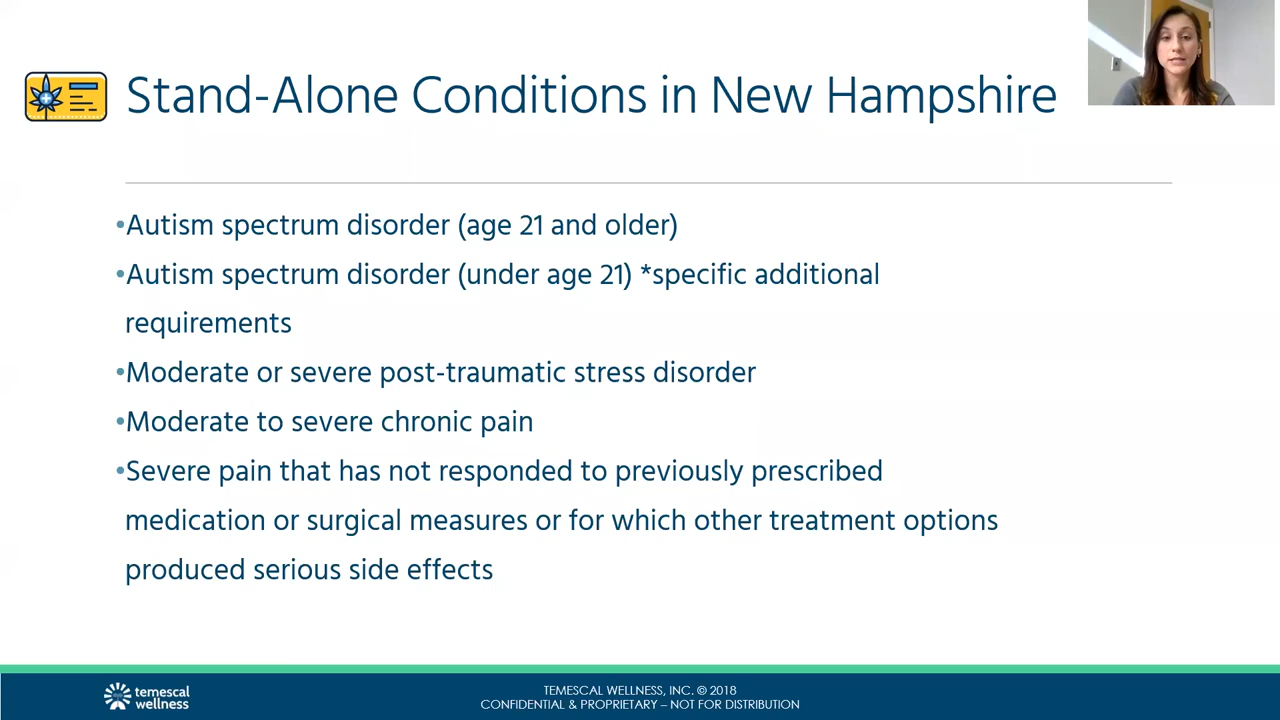 Stand-Alone Conditions in New Hampshire
•Autism spectrum disorder (age 21 and older)
•Autism spectrum disorder (under age 21) *specific additional
requirements
•Moderate or severe post-traumatic stress disorder
•Moderate to severe chronic pain
•Severe pain that has not responded to previously prescribed
medication or surgical measures or for which other treatment options
produced serious side effects
temescal
wellness
TEMESCAL WELLNESS, INC. © 2018
CONFIDENTIAL & PROPRIETARY – NOT FOR DISTRIBUTION